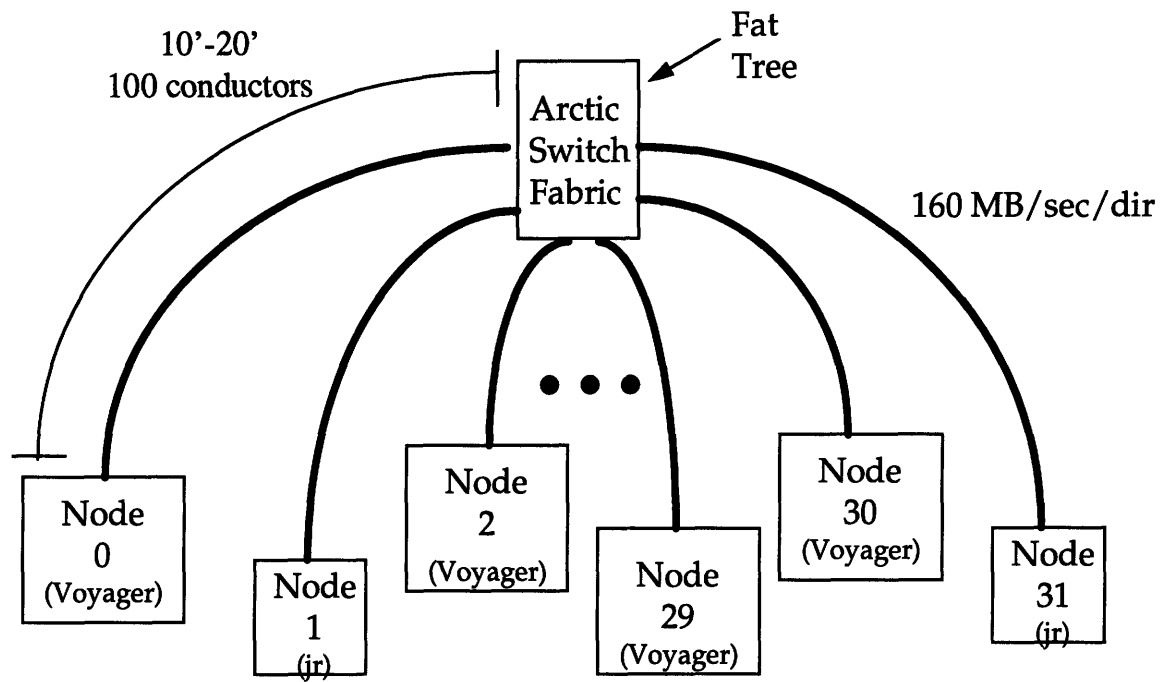 10'-20'
100 conductors
Fat
Tree
Arctic
Switch
Fabric
160 MB/sec/dir
Node
0
(Voyager)
Node
1
(jr)
Node
2
(Voyager)
Node
29
(Voyager)
Node
30
(Voyager)
Node
31
(jr)